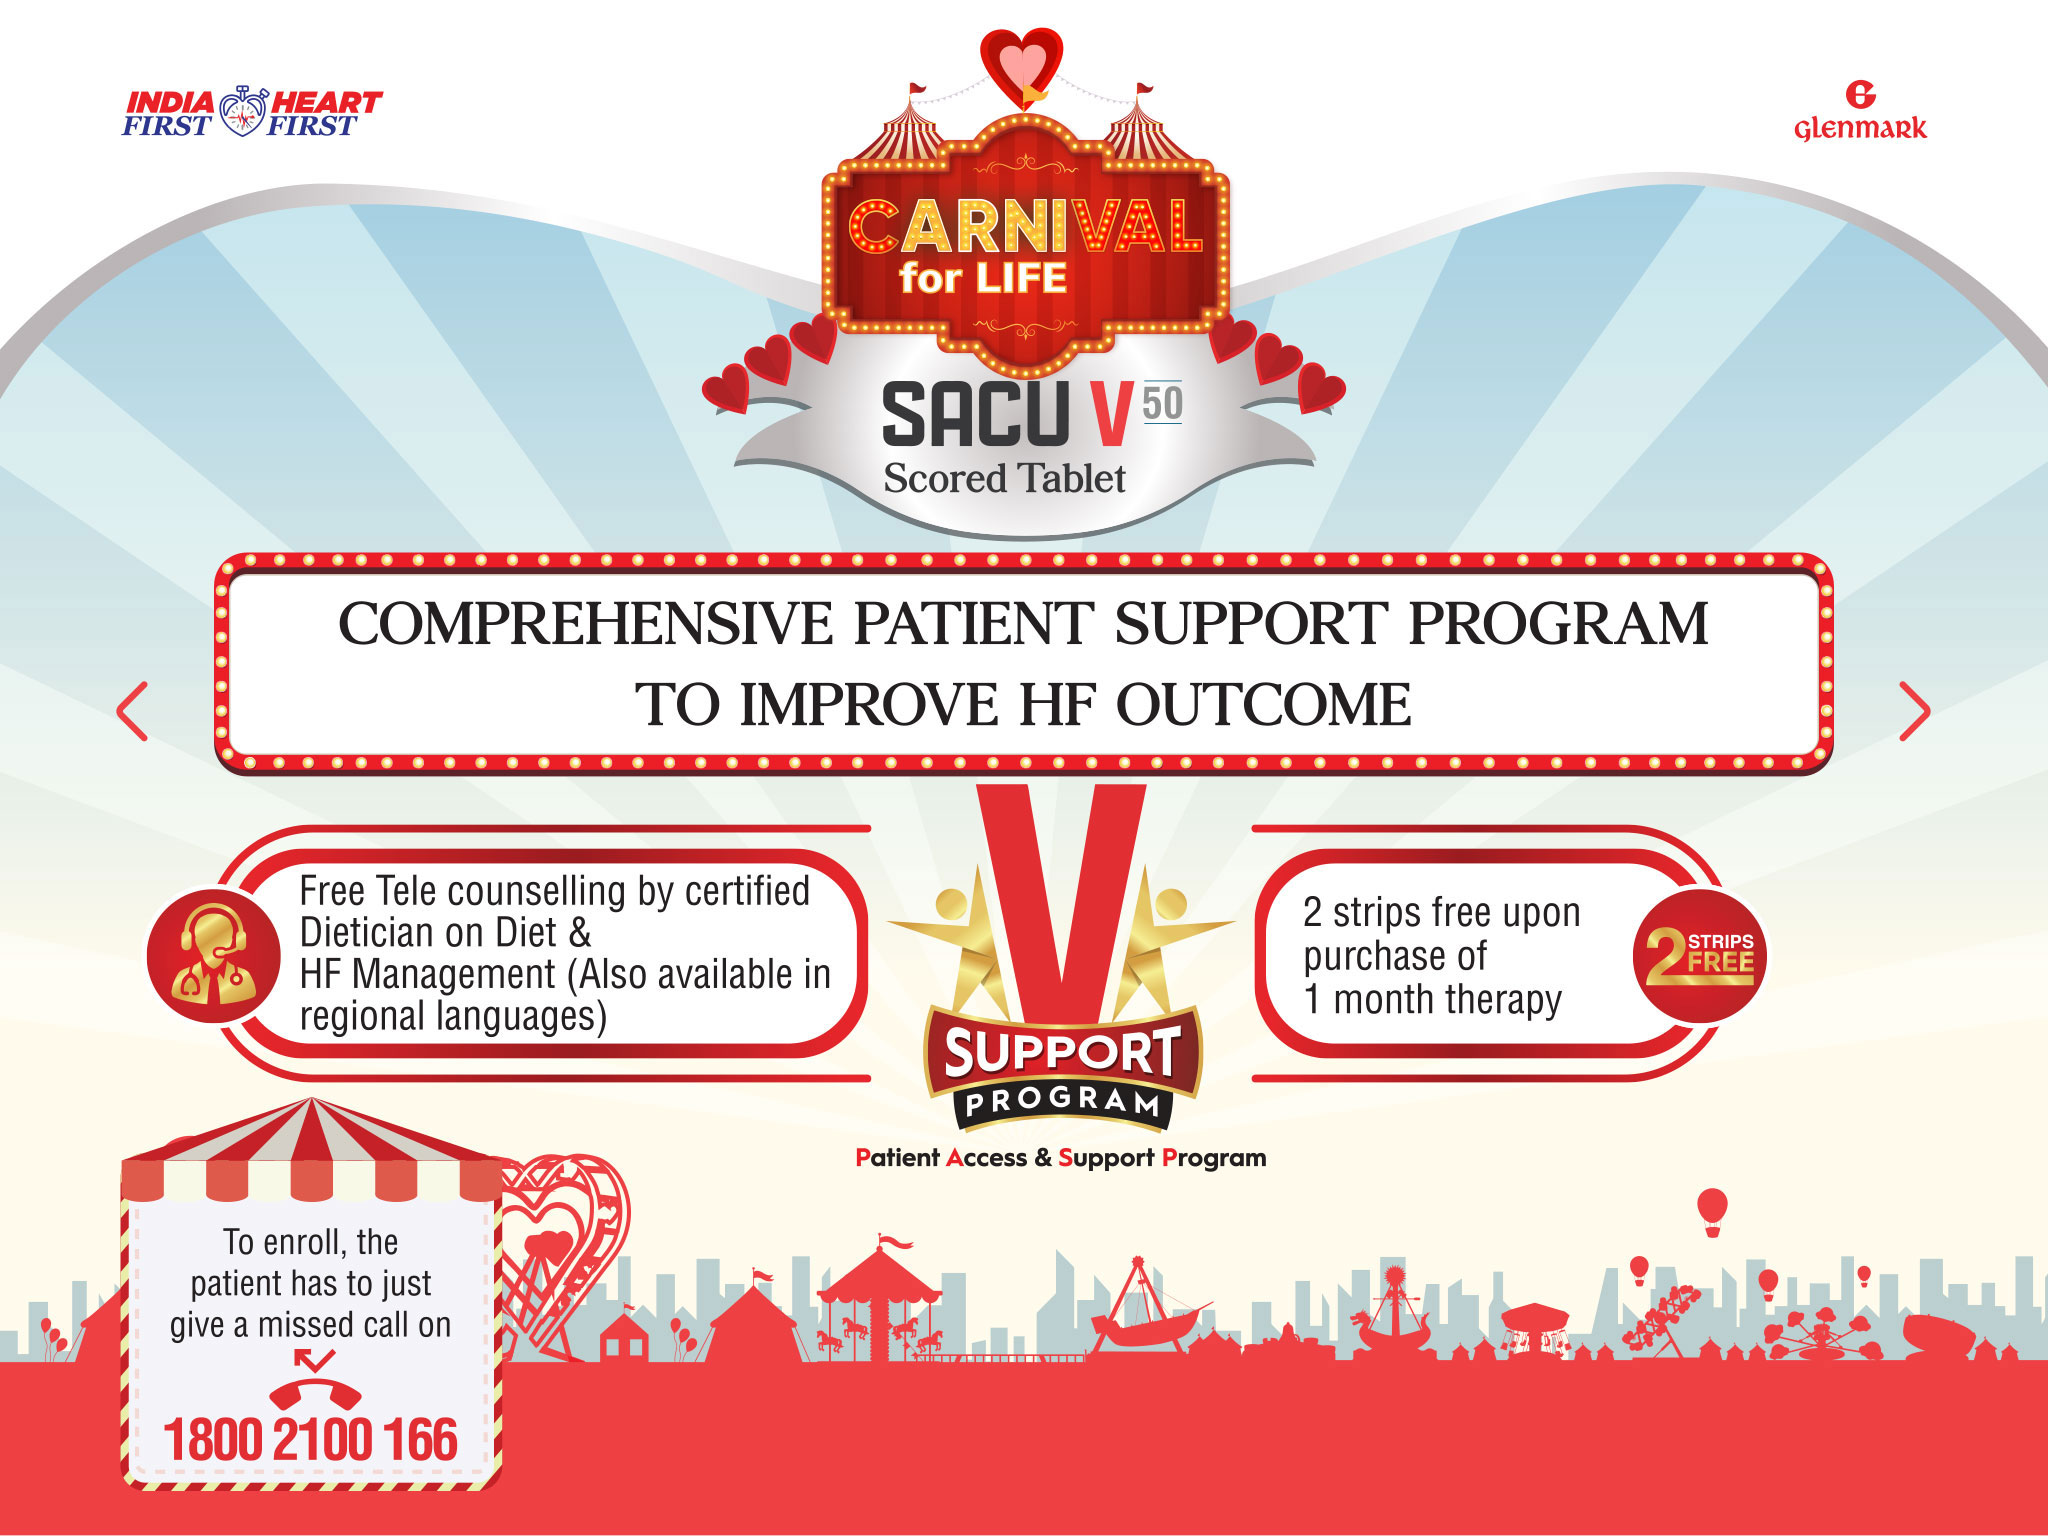 INDIA HEART
FIRST FIRST
glenmark
CARNIVAL
for LIFE
SACU V 50
Scored Tablet
COMPREHENSIVE PATIENT SUPPORT PROGRAM
TO IMPROVE HF OUTCOME
Free Tele counselling by certified
Dietician on Diet &
HF Management (Also available in
regional languages)
V
SUPPORT
PROGRAM
Patient Access & Support Program
2 strips free upon
purchase of
1 month therapy
2 STRIPS
FREE
To enroll, the
patient has to just
give a missed call on
1800 2100 166